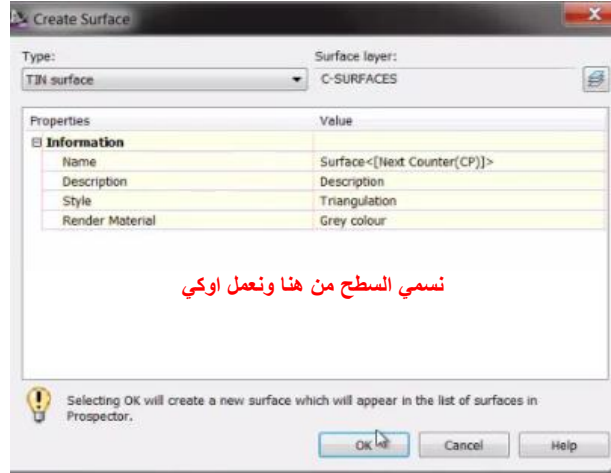 Create Surface
Type:
Surface layer:
TIN surface
C-SURFACES
Properties Value
Information
Name Surface<[Next Counter(CP)]>
Description Description
Style Triangulation
Render Material Grey colour
نسمي السطح من هنا ونعمل اوكي
Selecting OK will create a new surface which will appear in the list of surfaces in
Prospector.
OK Cancel Help